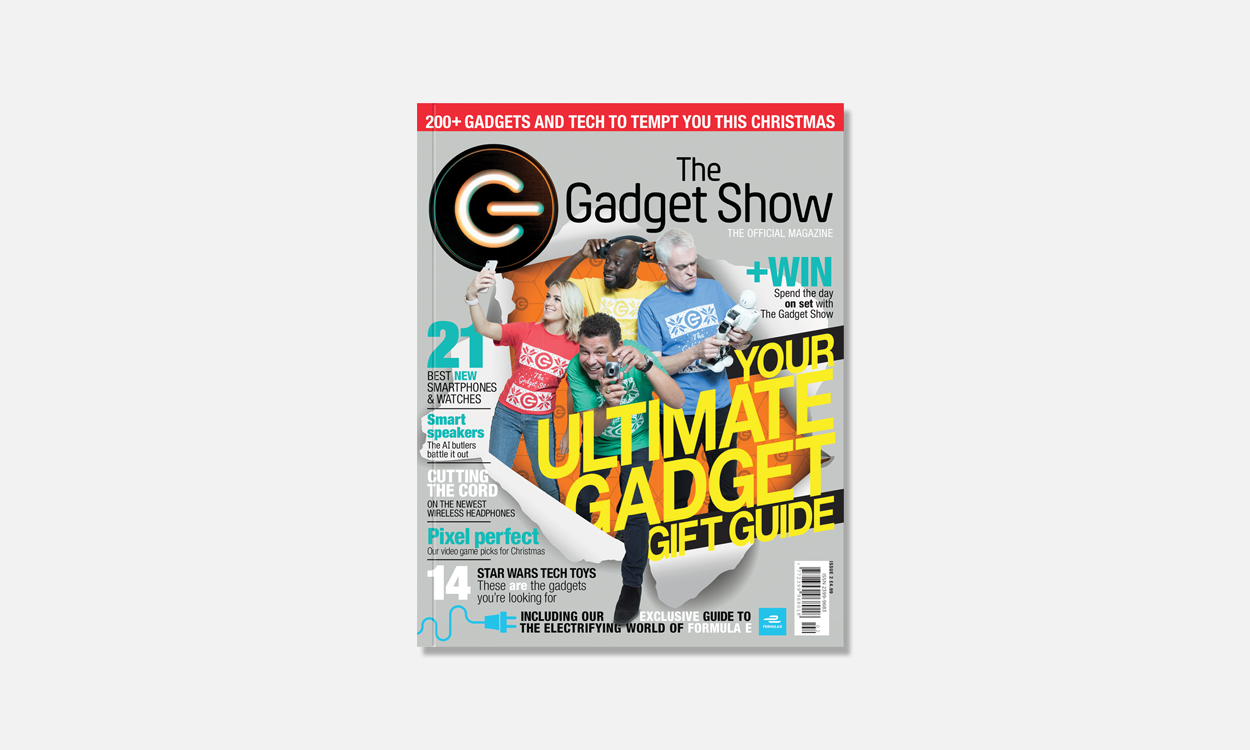 200+ GADGETS AND TECH TO TEMPT YOU THIS CHRISTMAS
The
Gadget Show
THE OFFICIAL MAGAZINE
+WIN
Spend the day
on set with
The Gadget Show
21
BEST NEW
SMARTPHONES
& WATCHES
Smart
speakers
The AI butlers
battle it out
CUTTING
THE CORD
ON THE NEWEST
WIRELESS HEADPHONES
Pixel perfect
Our video game picks for Christmas
14
STAR WARS TECH TOYS
These are the gadgets
you're looking for
YOUR
ULTIMATE
GADGET
GIFT GUIDE
INCLUDING OUR EXCLUSIVE GUIDE TO
THE ELECTRIFYING WORLD OF FORMULA E
ISSUE 2 £4.99